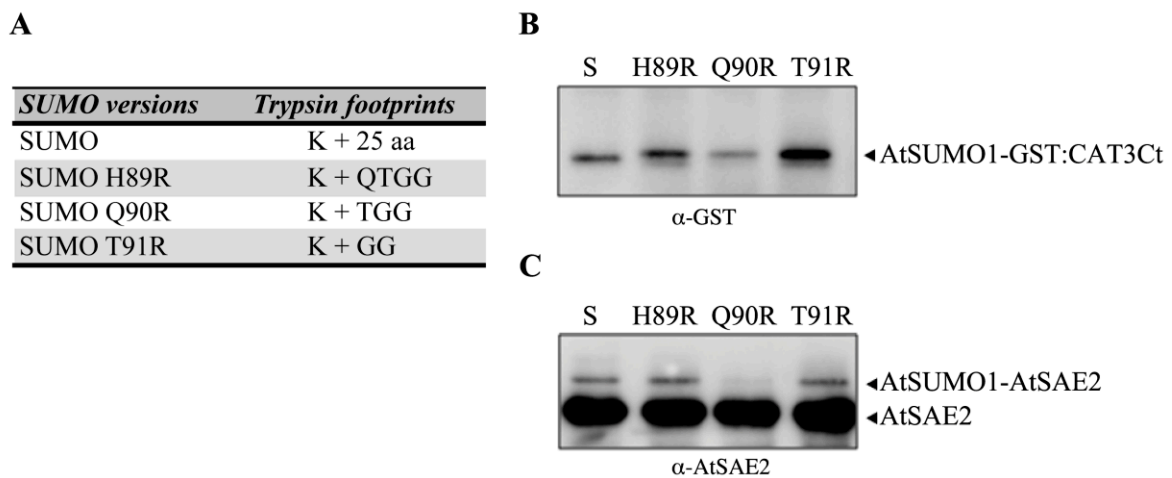 A
SUMO versions Trypsin footprints
SUMO K + 25 aa
SUMO H89R K + QTGG
SUMO Q90R K + TGG
SUMO T91R K + GG
B
S H89R Q90R T91R
◄AtSUMO1-GST:CAT3Ct
α-GST
C
S H89R Q90R T91R
◄AtSUMO1-AtSAE2
◄AtSAE2
α-AtSAE2